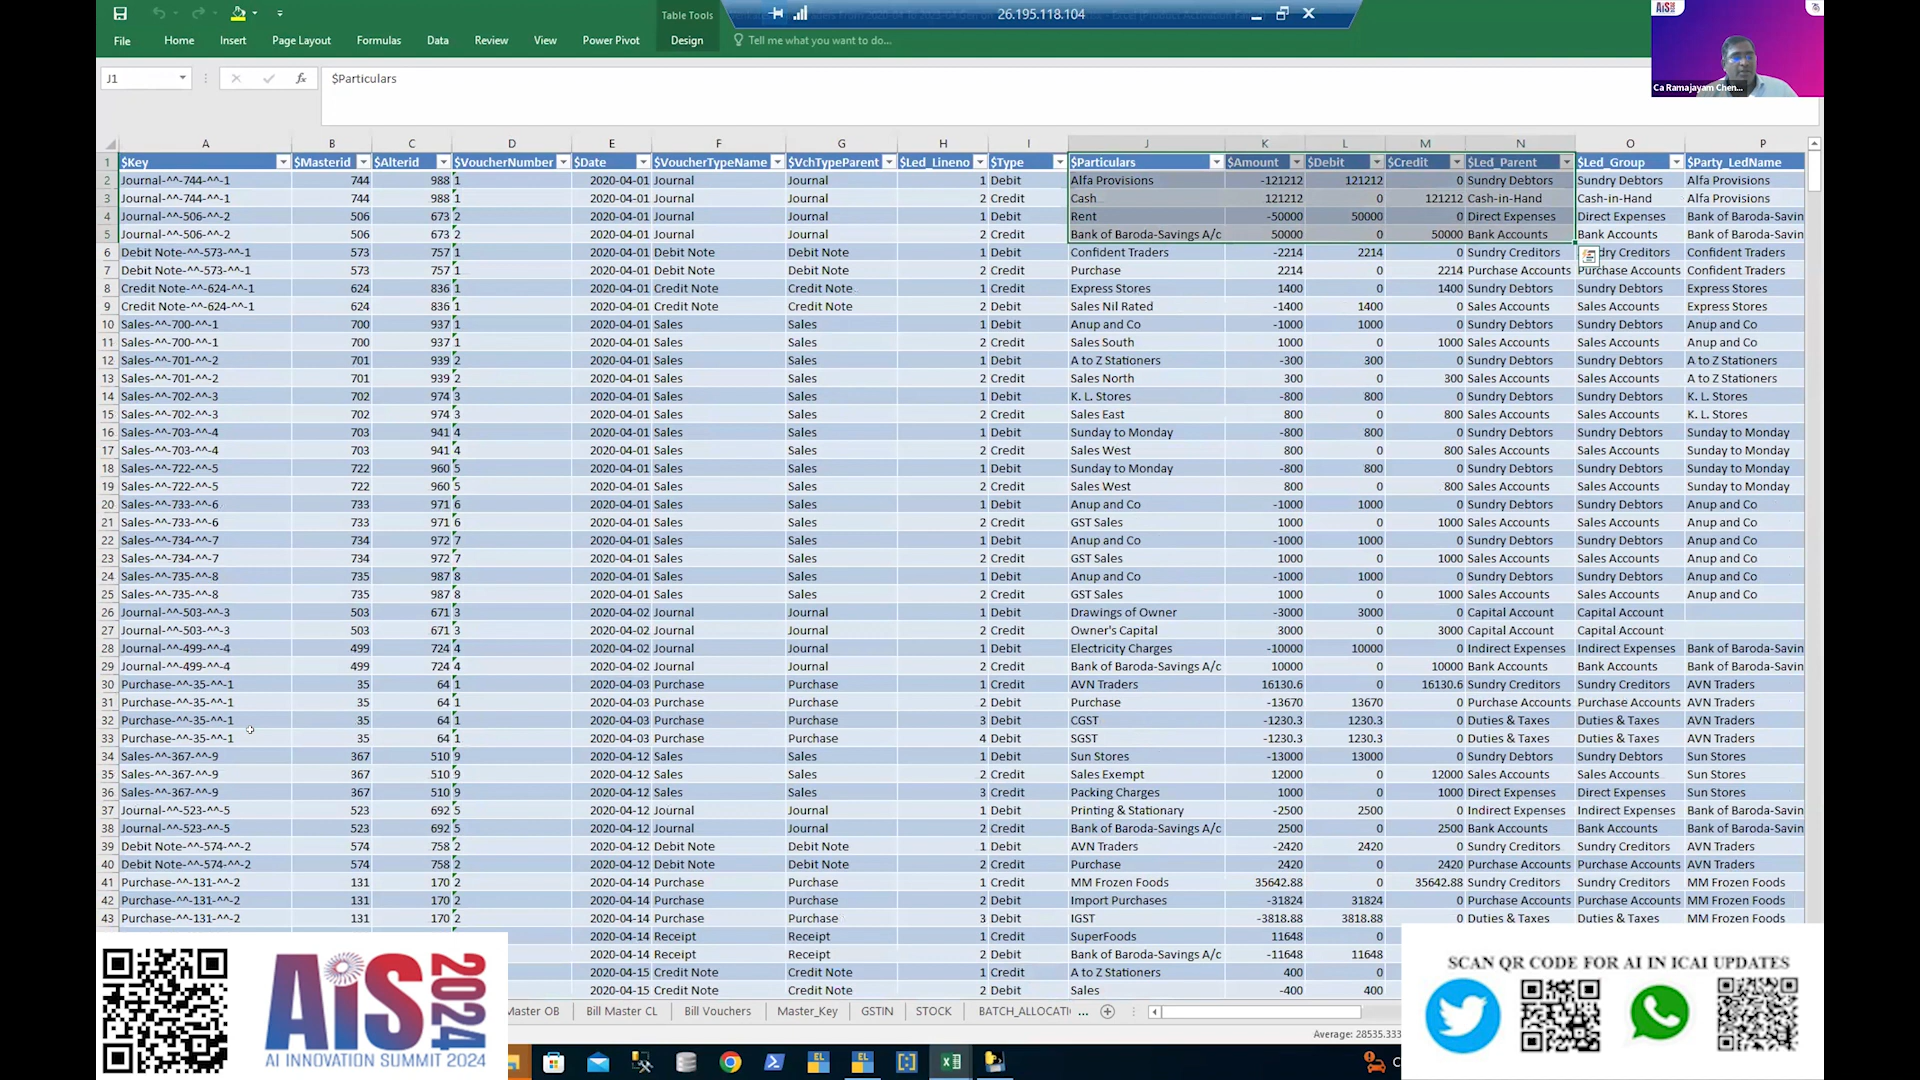 Table Tools
26.195.118.104
File Home Insert Page Layout Formulas Data Review View Power Pivot Design Tell me what you want to do...
AiS
Ca Ramajayam Chen...
J1 fx $Particulars
A B C D E F G H I J K L M N O P
1 $Key $Masterid $Alterid $VoucherNumber $Date $VoucherTypeName $VchTypeParent $Led_Lineno $Type $Particulars $Amount $Debit $Credit $Led_Parent $Led_Group $Party_LedName
2 Journal-^^-744-^^-1 744 988 1 2020-04-01 Journal Journal 1 Debit Alfa Provisions -121212 121212 0 Sundry Debtors Sundry Debtors Alfa Provisions
3 Journal-^^-744-^^-1 744 988 1 2020-04-01 Journal Journal 2 Credit Cash 121212 0 121212 Cash-in-Hand Cash-in-Hand Alfa Provisions
4 Journal-^^-506-^^-2 506 673 2 2020-04-01 Journal Journal 1 Debit Rent -50000 50000 0 Direct Expenses Direct Expenses Bank of Baroda-Savin
5 Journal-^^-506-^^-2 506 673 2 2020-04-01 Journal Journal 2 Credit Bank of Baroda-Savings A/c 50000 0 50000 Bank Accounts Bank Accounts Bank of Baroda-Savin
6 Debit Note-^^-573-^^-1 573 757 1 2020-04-01 Debit Note Debit Note 1 Debit Confident Traders -2214 2214 0 Sundry Creditors dry Creditors Confident Traders
7 Debit Note-^^-573-^^-1 573 757 1 2020-04-01 Debit Note Debit Note 2 Credit Purchase 2214 0 2214 Purchase Accounts Purchase Accounts Confident Traders
8 Credit Note-^^-624-^^-1 624 836 1 2020-04-01 Credit Note Credit Note 1 Credit Express Stores 1400 0 1400 Sundry Debtors Sundry Debtors Express Stores
9 Credit Note-^^-624-^^-1 624 836 1 2020-04-01 Credit Note Credit Note 2 Debit Sales Nil Rated -1400 1400 0 Sales Accounts Sales Accounts Express Stores
10 Sales-^^-700-^^-1 700 937 1 2020-04-01 Sales Sales 1 Debit Anup and Co -1000 1000 0 Sundry Debtors Sundry Debtors Anup and Co
11 Sales-^^-700-^^-1 700 937 1 2020-04-01 Sales Sales 2 Credit Sales South 1000 0 1000 Sales Accounts Sales Accounts Anup and Co
12 Sales-^^-701-^^-2 701 939 2 2020-04-01 Sales Sales 1 Debit A to Z Stationers -300 300 0 Sundry Debtors Sundry Debtors A to Z Stationers
13 Sales-^^-701-^^-2 701 939 2 2020-04-01 Sales Sales 2 Credit Sales North 300 0 300 Sales Accounts Sales Accounts A to Z Stationers
14 Sales-^^-702-^^-3 702 974 3 2020-04-01 Sales Sales 1 Debit K. L. Stores -800 800 0 Sundry Debtors Sundry Debtors K. L. Stores
15 Sales-^^-702-^^-3 702 974 3 2020-04-01 Sales Sales 2 Credit Sales East 800 0 800 Sales Accounts Sales Accounts K. L. Stores
16 Sales-^^-703-^^-4 703 941 4 2020-04-01 Sales Sales 1 Debit Sunday to Monday -800 800 0 Sundry Debtors Sundry Debtors Sunday to Monday
17 Sales-^^-703-^^-4 703 941 4 2020-04-01 Sales Sales 2 Credit Sales West 800 0 800 Sales Accounts Sales Accounts Sunday to Monday
18 Sales-^^-722-^^-5 722 960 5 2020-04-01 Sales Sales 1 Debit Sunday to Monday -800 800 0 Sundry Debtors Sundry Debtors Sunday to Monday
19 Sales-^^-722-^^-5 722 960 5 2020-04-01 Sales Sales 2 Credit Sales West 800 0 800 Sales Accounts Sales Accounts Sunday to Monday
20 Sales-^^-733-^^-6 733 971 6 2020-04-01 Sales Sales 1 Debit Anup and Co -1000 1000 0 Sundry Debtors Sundry Debtors Anup and Co
21 Sales-^^-733-^^-6 733 971 6 2020-04-01 Sales Sales 2 Credit GST Sales 1000 0 1000 Sales Accounts Sales Accounts Anup and Co
22 Sales-^^-734-^^-7 734 972 7 2020-04-01 Sales Sales 1 Debit Anup and Co -1000 1000 0 Sundry Debtors Sundry Debtors Anup and Co
23 Sales-^^-734-^^-7 734 972 7 2020-04-01 Sales Sales 2 Credit GST Sales 1000 0 1000 Sales Accounts Sales Accounts Anup and Co
24 Sales-^^-735-^^-8 735 987 8 2020-04-01 Sales Sales 1 Debit Anup and Co -1000 1000 0 Sundry Debtors Sundry Debtors Anup and Co
25 Sales-^^-735-^^-8 735 987 8 2020-04-01 Sales Sales 2 Credit GST Sales 1000 0 1000 Sales Accounts Sales Accounts Anup and Co
26 Journal-^^-503-^^-3 503 671 3 2020-04-02 Journal Journal 1 Debit Drawings of Owner -3000 3000 0 Capital Account Capital Account
27 Journal-^^-503-^^-3 503 671 3 2020-04-02 Journal Journal 2 Credit Owner's Capital 3000 0 3000 Capital Account Capital Account
28 Journal-^^-499-^^-4 499 724 4 2020-04-02 Journal Journal 1 Debit Electricity Charges -10000 10000 0 Indirect Expenses Indirect Expenses Bank of Baroda-Savin
29 Journal-^^-499-^^-4 499 724 4 2020-04-02 Journal Journal 2 Credit Bank of Baroda-Savings A/c 10000 0 10000 Bank Accounts Bank Accounts Bank of Baroda-Savin
30 Purchase-^^-35-^^-1 35 64 1 2020-04-03 Purchase Purchase 1 Credit AVN Traders 16130.6 0 16130.6 Sundry Creditors Sundry Creditors AVN Traders
31 Purchase-^^-35-^^-1 35 64 1 2020-04-03 Purchase Purchase 2 Debit Purchase -13670 13670 0 Purchase Accounts Purchase Accounts AVN Traders
32 Purchase-^^-35-^^-1 35 64 1 2020-04-03 Purchase Purchase 3 Debit CGST -1230.3 1230.3 0 Duties & Taxes Duties & Taxes AVN Traders
33 Purchase-^^-35-^^-1 35 64 1 2020-04-03 Purchase Purchase 4 Debit SGST -1230.3 1230.3 0 Duties & Taxes Duties & Taxes AVN Traders
34 Sales-^^-367-^^-9 367 510 9 2020-04-12 Sales Sales 1 Debit Sun Stores -13000 13000 0 Sundry Debtors Sundry Debtors Sun Stores
35 Sales-^^-367-^^-9 367 510 9 2020-04-12 Sales Sales 2 Credit Sales Exempt 12000 0 12000 Sales Accounts Sales Accounts Sun Stores
36 Sales-^^-367-^^-9 367 510 9 2020-04-12 Sales Sales 3 Credit Packing Charges 1000 0 1000 Direct Expenses Direct Expenses Sun Stores
37 Journal-^^-523-^^-5 523 692 5 2020-04-12 Journal Journal 1 Debit Printing & Stationary -2500 2500 0 Indirect Expenses Indirect Expenses Bank of Baroda-Savin
38 Journal-^^-523-^^-5 523 692 5 2020-04-12 Journal Journal 2 Credit Bank of Baroda-Savings A/c 2500 0 2500 Bank Accounts Bank Accounts Bank of Baroda-Savin
39 Debit Note-^^-574-^^-2 574 758 2 2020-04-12 Debit Note Debit Note 1 Debit AVN Traders -2420 2420 0 Sundry Creditors Sundry Creditors AVN Traders
40 Debit Note-^^-574-^^-2 574 758 2 2020-04-12 Debit Note Debit Note 2 Credit Purchase 2420 0 2420 Purchase Accounts Purchase Accounts AVN Traders
41 Purchase-^^-131-^^-2 131 170 2 2020-04-14 Purchase Purchase 1 Credit MM Frozen Foods 35642.88 0 35642.88 Sundry Creditors Sundry Creditors MM Frozen Foods
42 Purchase-^^-131-^^-2 131 170 2 2020-04-14 Purchase Purchase 2 Debit Import Purchases -31824 31824 0 Purchase Accounts Purchase Accounts MM Frozen Foods
43 Purchase-^^-131-^^-2 131 170 2 2020-04-14 Purchase Purchase 3 Debit IGST -3818.88 3818.88 0 Duties & Taxes Duties & Taxes MM Frozen Foods
2020-04-14 Receipt Receipt 1 Credit SuperFoods 11648 0
2020-04-14 Receipt Receipt 2 Debit Bank of Baroda-Savings A/c -11648 11648
2020-04-15 Credit Note Credit Note 1 Credit A to Z Stationers 400 0
2020-04-15 Credit Note Credit Note 2 Debit Sales -400 400
aster OB Bill Master CL Bill Vouchers Master_Key GSTIN STOCK BATCH_ALLOCATI ...
Average: 28535.333
AiS 2024
AI INNOVATION SUMMIT 2024
SCAN QR CODE FOR AI IN ICAI UPDATES
EL EL